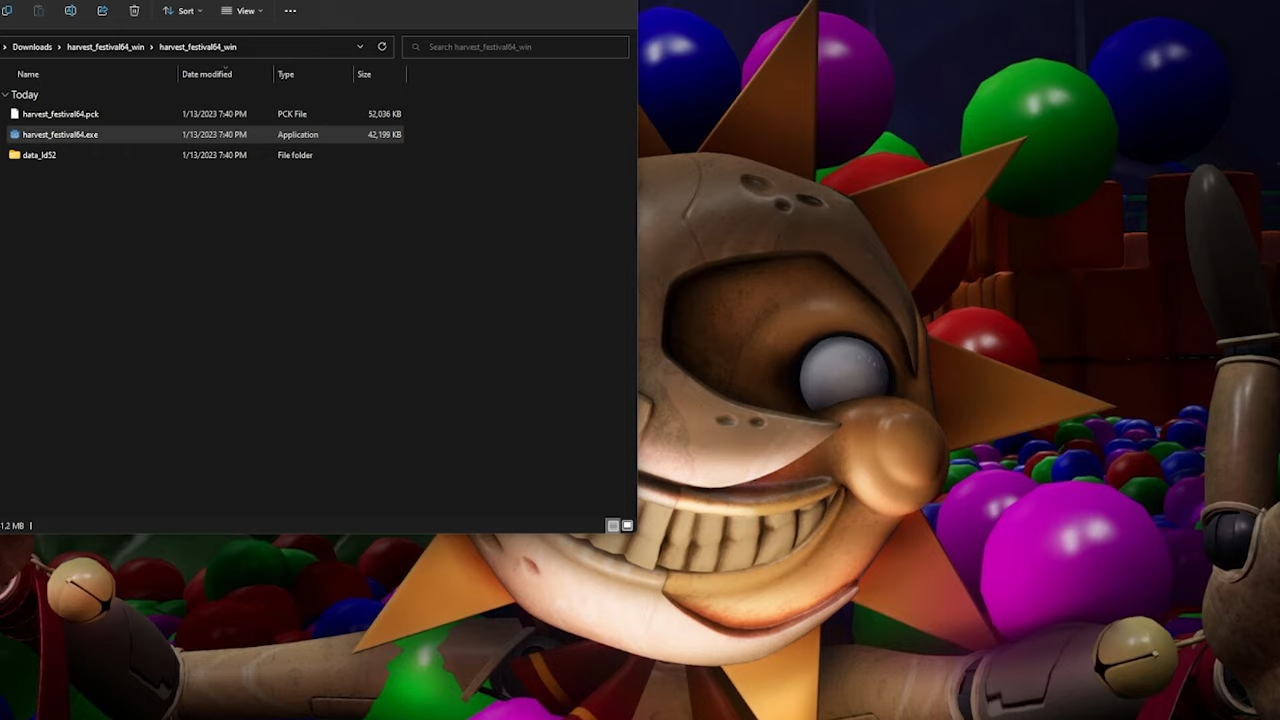 Sort View
Downloads harvest_festival64_win harvest_festival64_win Search harvest_festival64_win
Name Date modified Type Size
Today
harvest_festival64.pck 1/13/2023 7:40 PM PCK File 52,036 KB
harvest_festival64.exe 1/13/2023 7:40 PM Application 42,199 KB
data_ld52 1/13/2023 7:40 PM File folder
1.2 MB